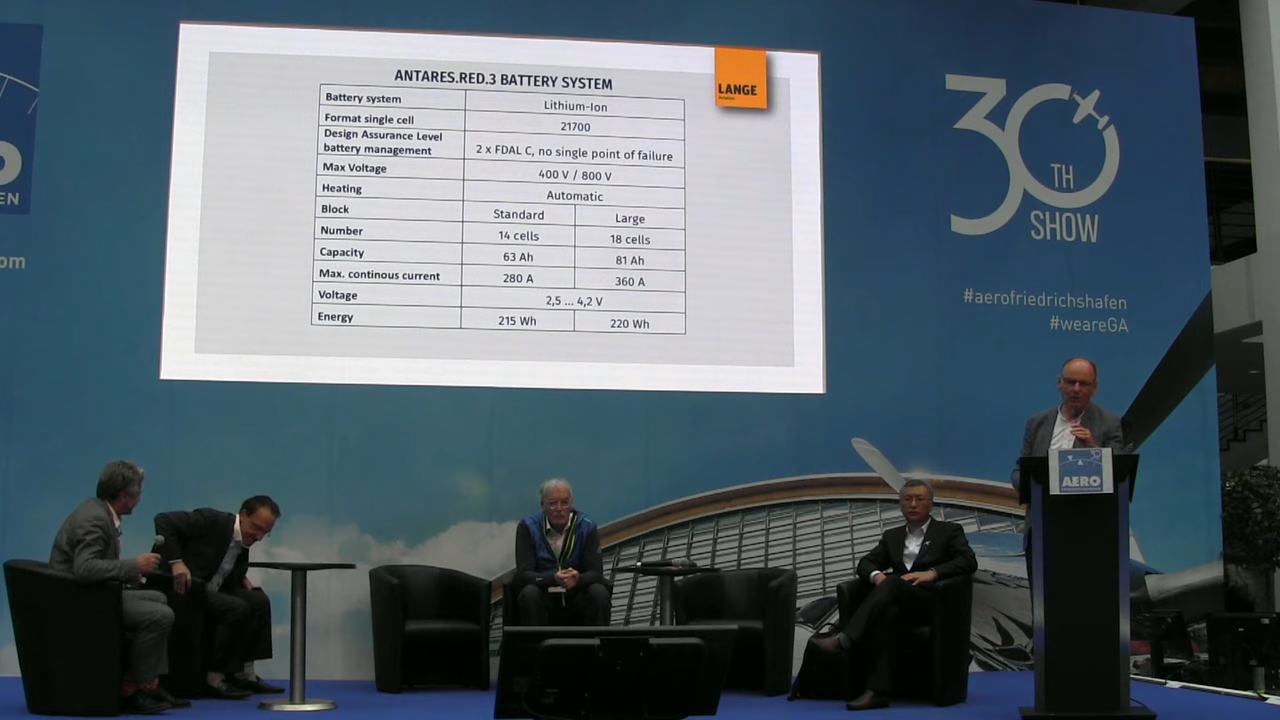 ANTARES.RED.3 BATTERY SYSTEM
LANGE
Battery system Lithium-Ion
Format single cell 21700
Design Assurance Level
battery management 2 x FDAL C, no single point of failure
Max Voltage 400 V / 800 V
Heating Automatic
Block Standard Large
Number 14 cells 18 cells
Capacity 63 Ah 81 Ah
Max. continous current 280 A 360 A
Voltage 2,5 ... 4,2 V
Energy 215 Wh 220 Wh
30
TH
SHOW
#aerofriedrichshafen
#weareGA
AERO
O
EN
om